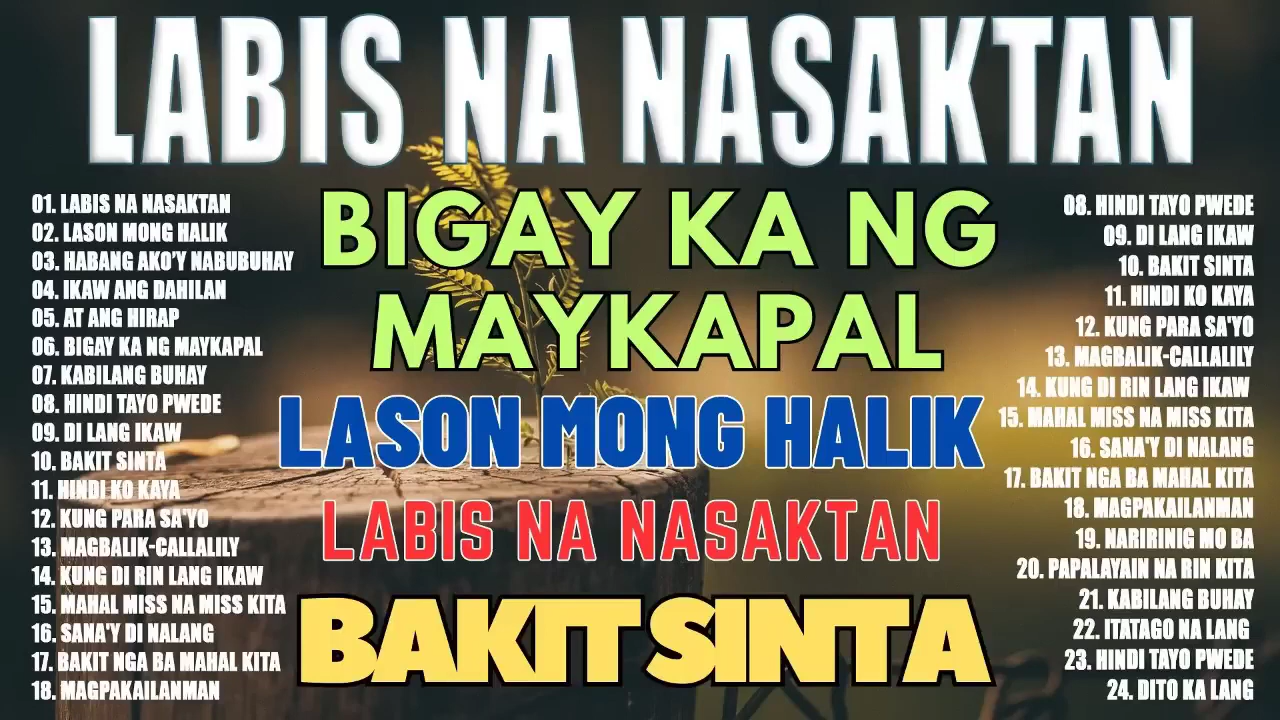 LABIS NA NASAKTAN
01. LABIS NA NASAKTAN
02. LASON MONG HALIK
03. HABANG AKO'Y NABUBUHAY
04. IKAW ANG DAHILAN
05. AT ANG HIRAP
06. BIGAY KA NG MAYKAPAL
07. KABILANG BUHAY
08. HINDI TAYO PWEDE
09. DI LANG IKAW
10. BAKIT SINTA
11. HINDI KO KAYA
12. KUNG PARA SA'YO
13. MAGBALIK-CALLALILY
14. KUNG DI RIN LANG IKAW
15. MAHAL MISS NA MISS KITA
16. SANA'Y DI NALANG
17. BAKIT NGA BA MAHAL KITA
18. MAGPAKAILANMAN
BIGAY KA NG
MAYKAPAL
LASON MONG HALIK
LABIS NA NASAKTAN
BAKIT SINTA
08. HINDI TAYO PWEDE
09. DI LANG IKAW
10. BAKIT SINTA
11. HINDI KO KAYA
12. KUNG PARA SA'YO
13. MAGBALIK-CALLALILY
14. KUNG DI RIN LANG IKAW
15. MAHAL MISS NA MISS KITA
16. SANA'Y DI NALANG
17. BAKIT NGA BA MAHAL KITA
18. MAGPAKAILANMAN
19. NARIRINIG MO BA
20. PAPALAYAIN NA RIN KITA
21. KABILANG BUHAY
22. ITATAGO NA LANG
23. HINDI TAYO PWEDE
24. DITO KA LANG